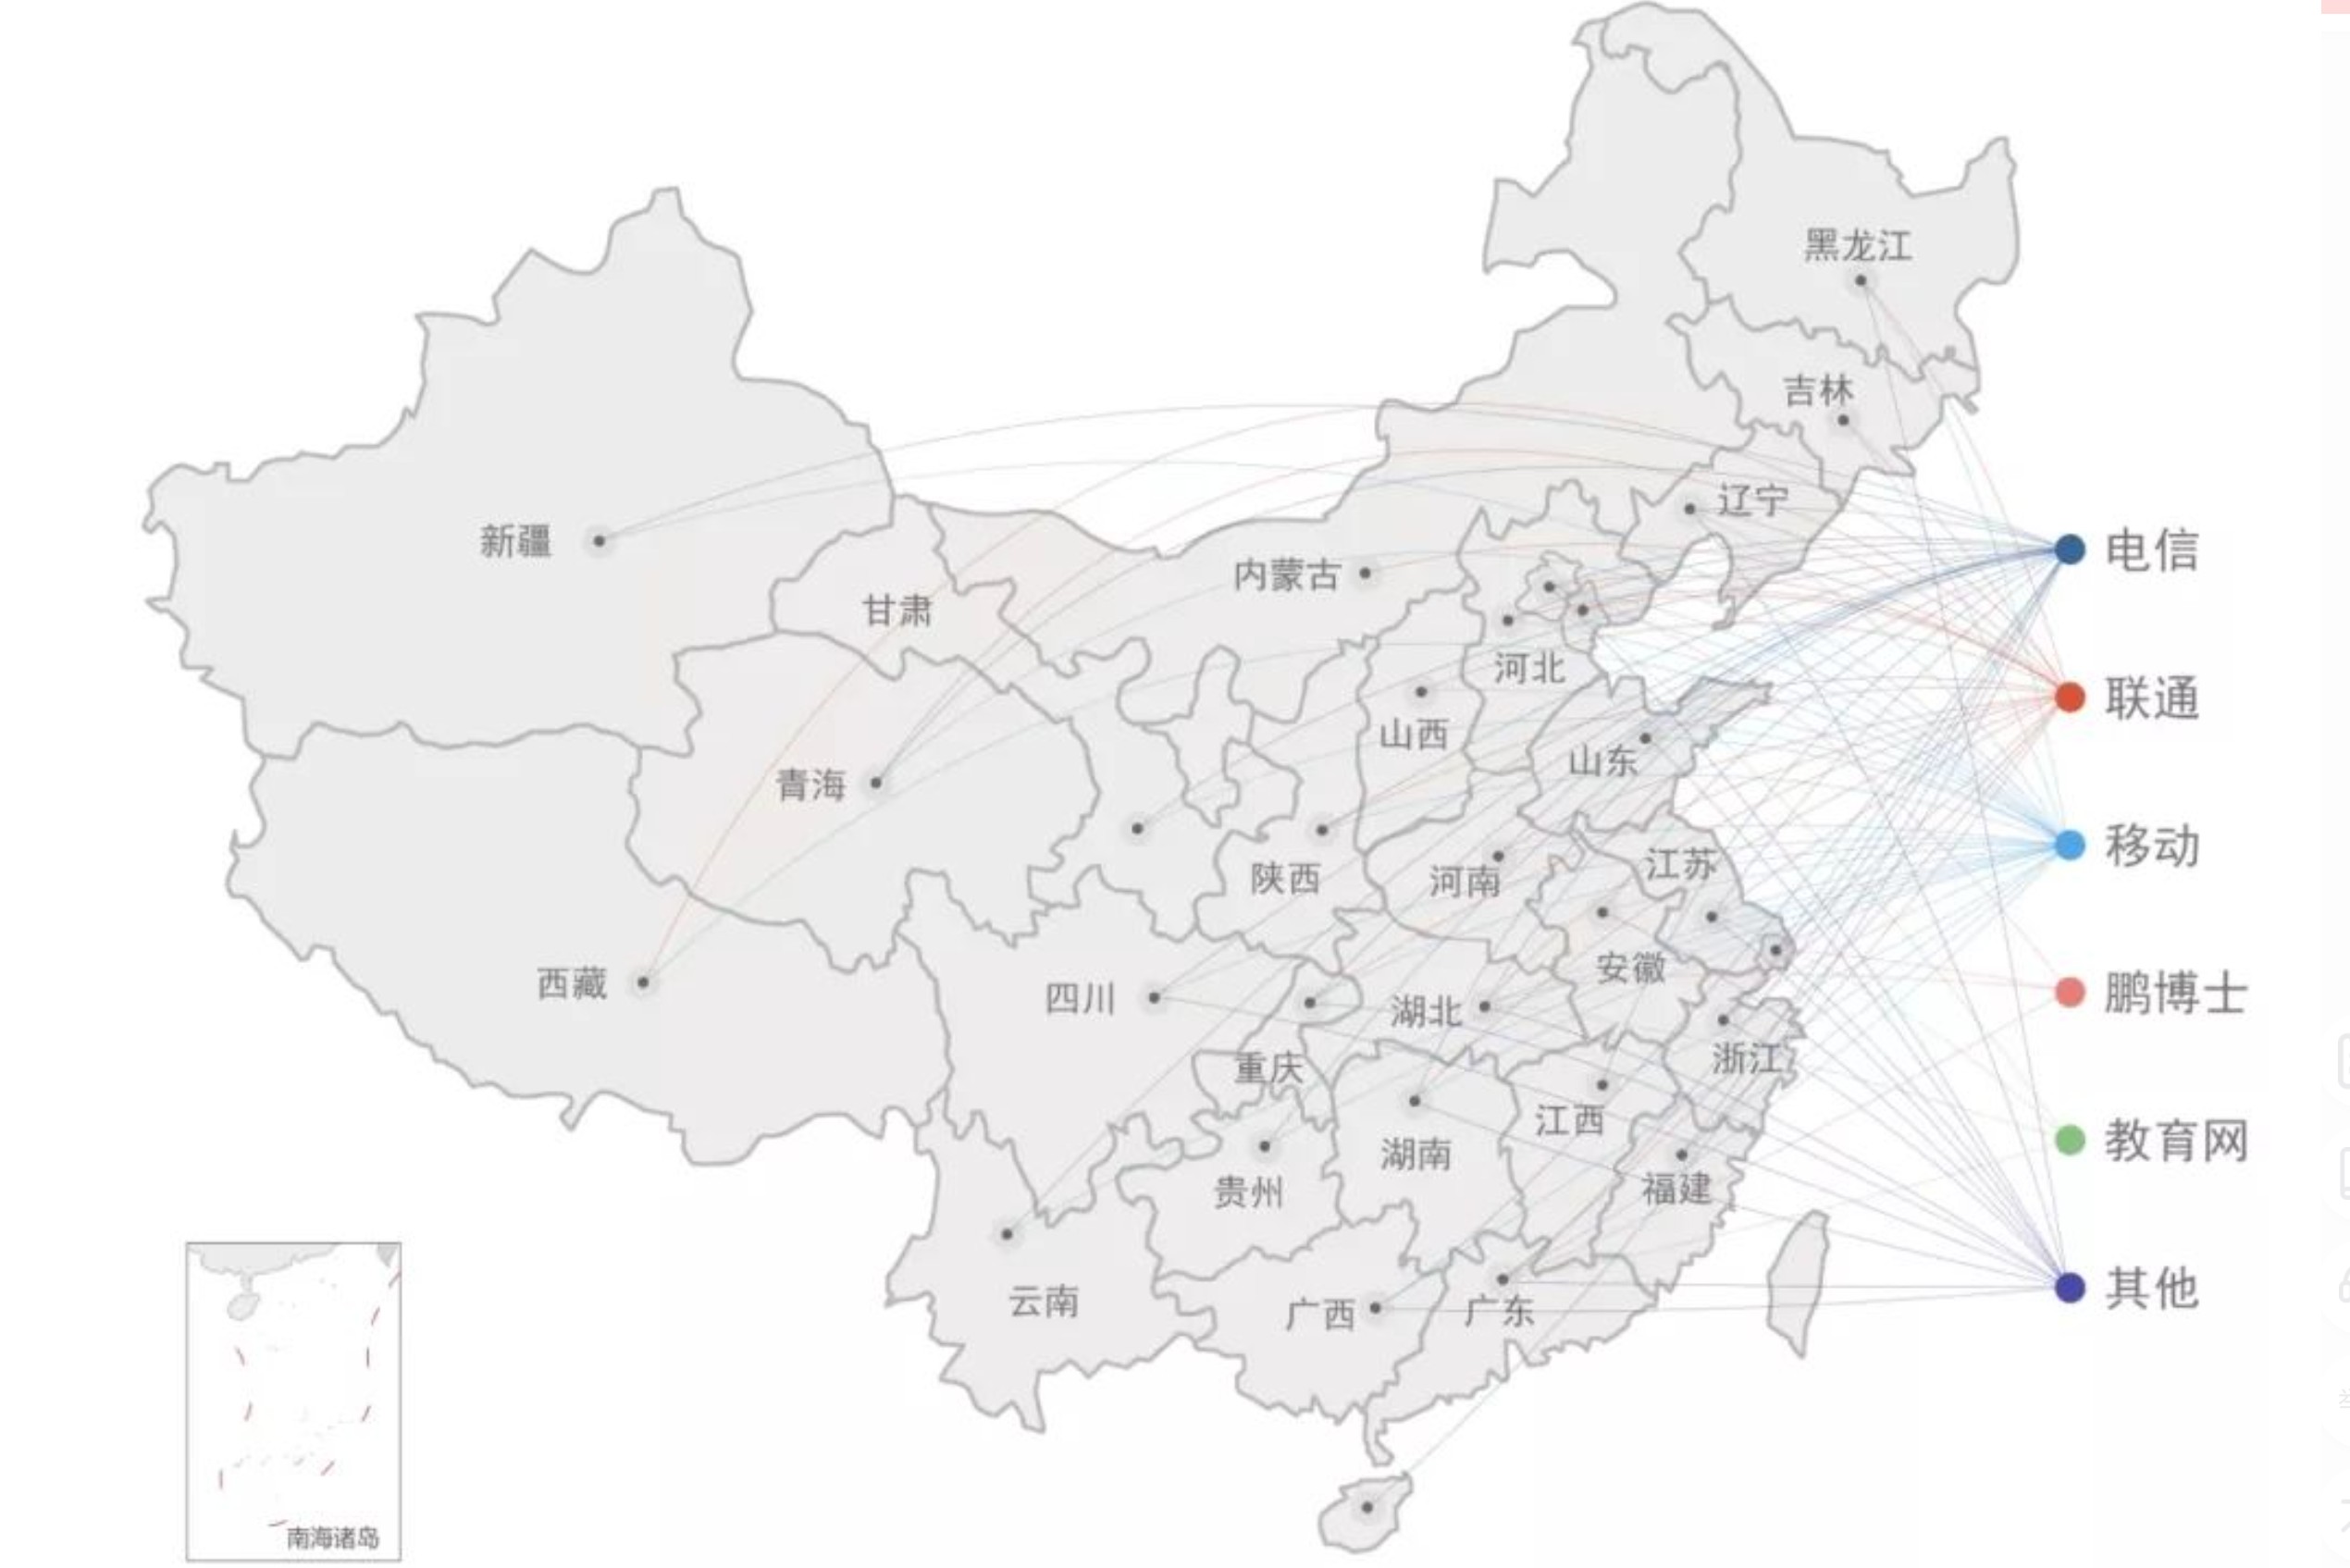 黑龙江
吉林
辽宁
新疆
内蒙古
甘肃
河北
山西
山东
青海
陕西
河南
江苏
安徽
西藏
四川
湖北
重庆
浙江
江西
湖南
贵州
福建
云南
广西
广东
南海诸岛
电信
联通
移动
鹏博士
教育网
其他